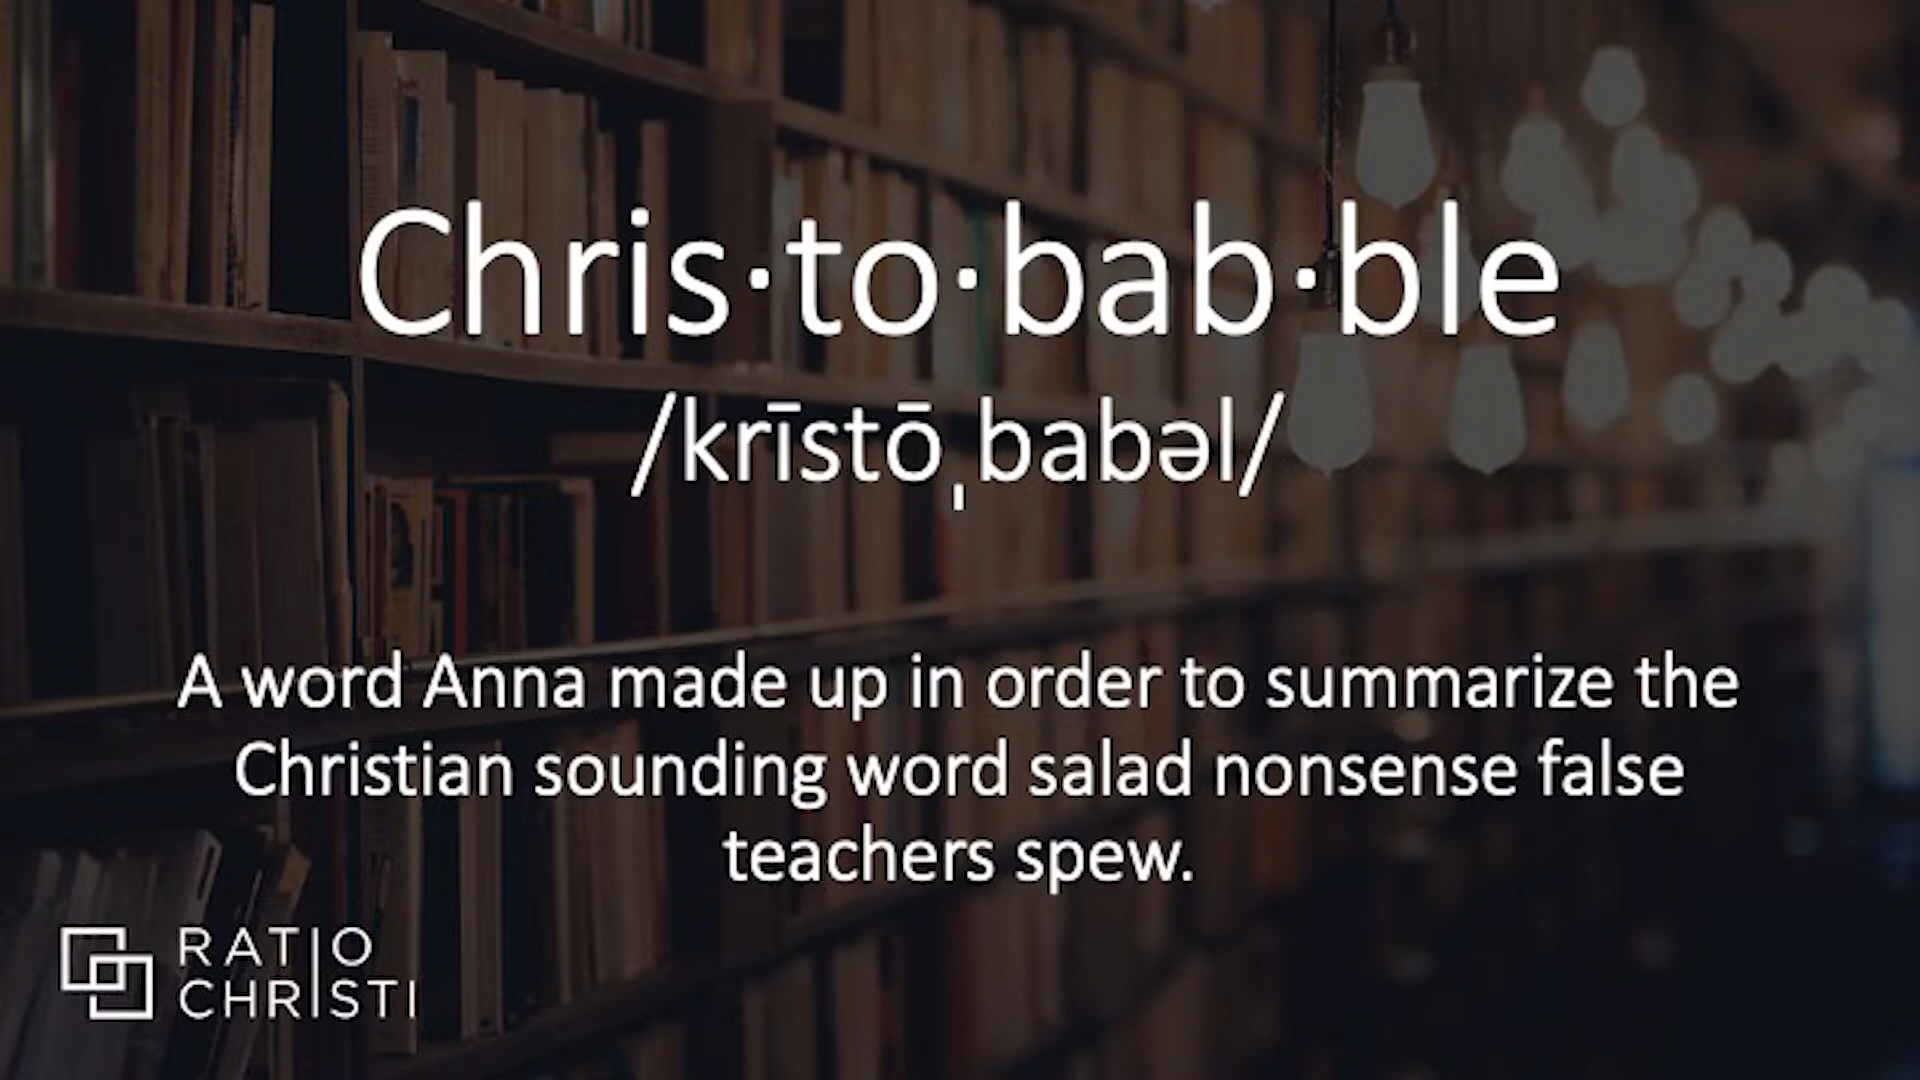 Chris·to·bab·ble
/krīstōˌbabəl/
A word Anna made up in order to summarize the
Christian sounding word salad nonsense false
teachers spew.
RATIO
CHRISTI